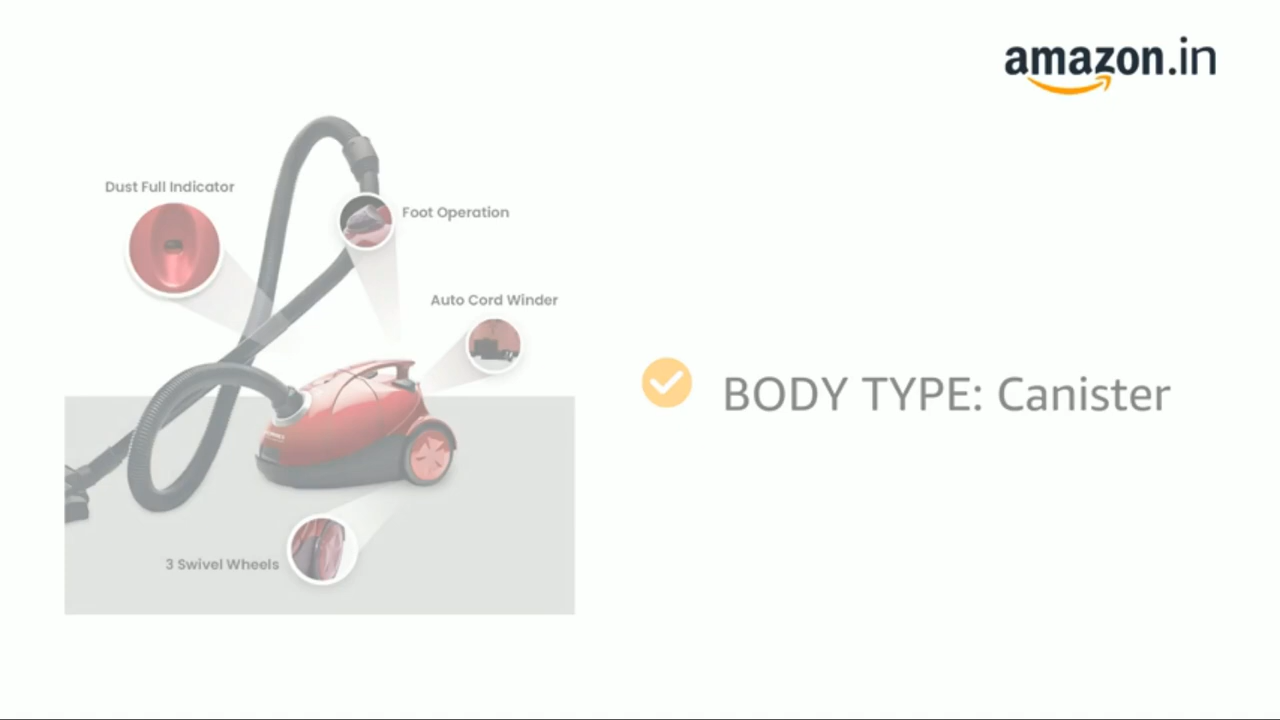 amazon.in
Dust Full Indicator
Foot Operation
Auto Cord Winder
BODY TYPE: Canister
3 Swivel Wheels